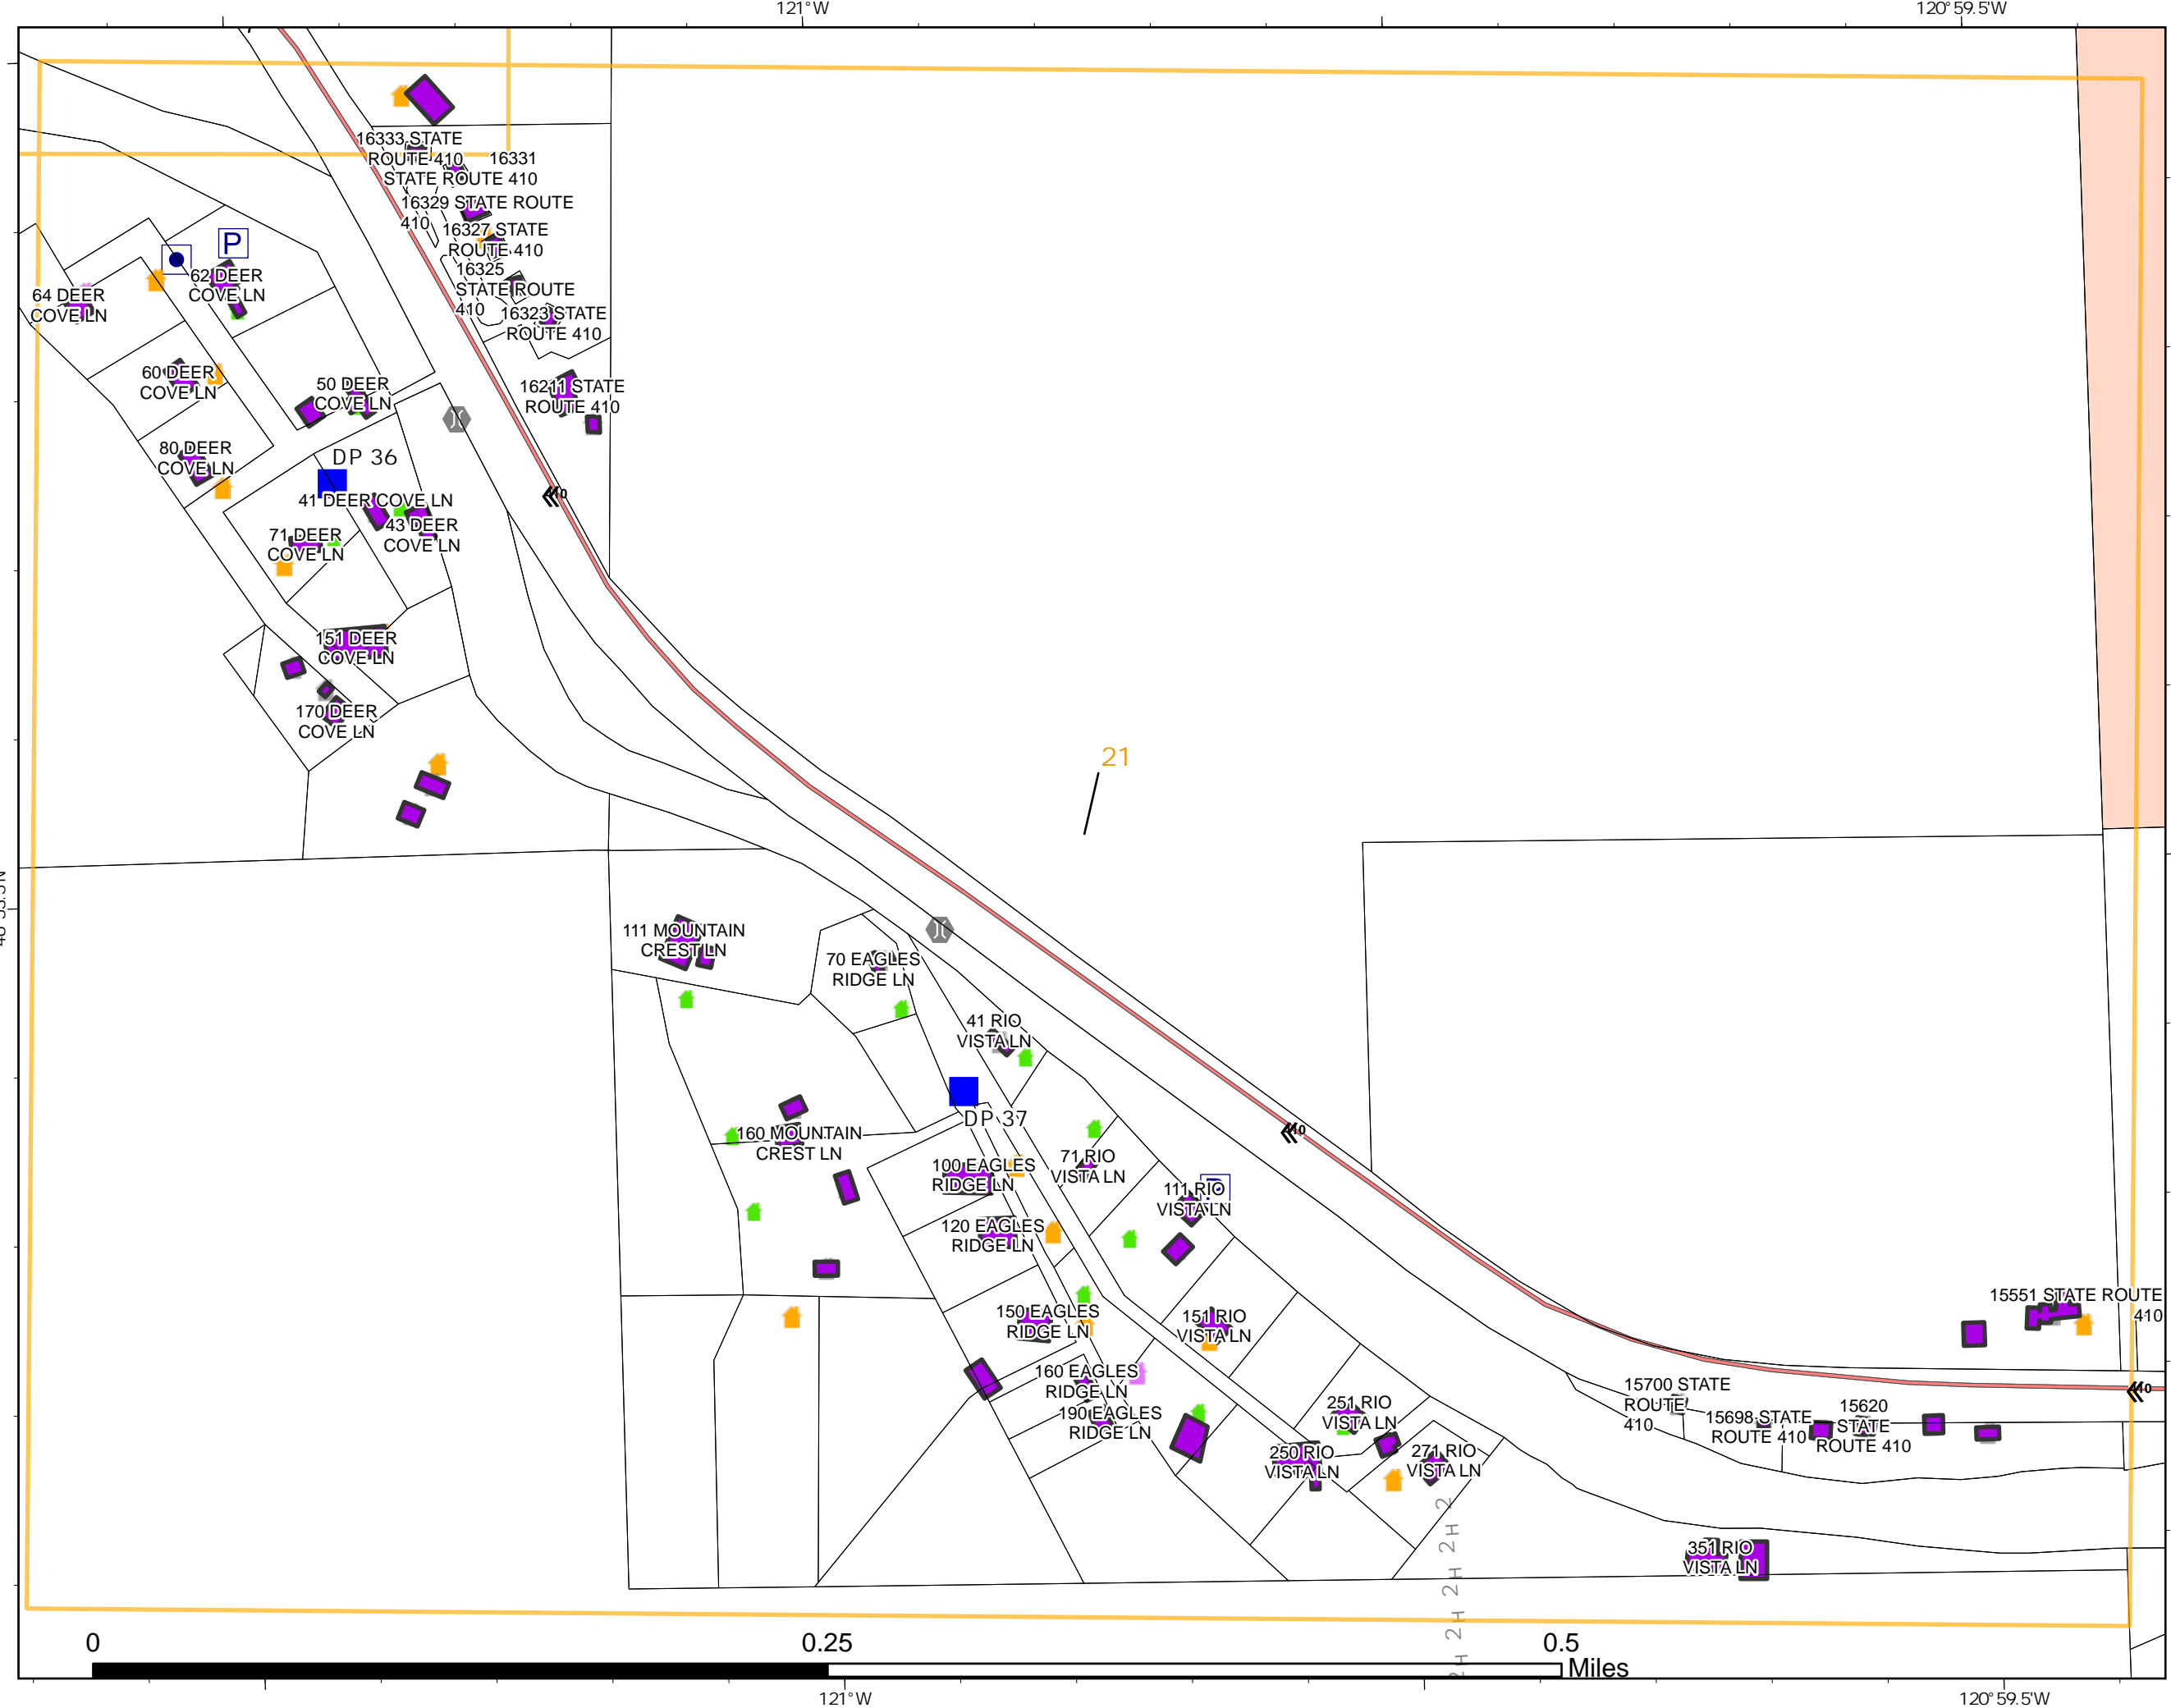 121°W
120°59.5'W
16333 STATE
ROUTE 410
16331
STATE ROUTE 410
16329 STATE ROUTE
410
16327 STATE
ROUTE 410
16325
STATE ROUTE
410
16323 STATE
ROUTE 410
P
62 DEER
COVE LN
64 DEER
COVE LN
60 DEER
COVE LN
50 DEER
COVE LN
16211 STATE
ROUTE 410
80 DEER
COVE LN
DP 36
41 DEER COVE LN
43 DEER
COVE LN
71 DEER
COVE LN
410
151 DEER
COVE LN
170 DEER
COVE LN
21
111 MOUNTAIN
CREST LN
70 EAGLES
RIDGE LN
41 RIO
VISTA LN
DP 37
160 MOUNTAIN
CREST LN
410
100 EAGLES
RIDGE LN
71 RIO
VISTA LN
P
111 RIO
VISTA LN
120 EAGLES
RIDGE LN
150 EAGLES
RIDGE LN
151 RIO
VISTA LN
15551 STATE ROUTE
410
160 EAGLES
RIDGE LN
190 EAGLES
RIDGE LN
251 RIO
VISTA LN
15700 STATE
ROUTE
410
15698 STATE
ROUTE 410
15620
STATE
ROUTE 410
410
250 RIO
VISTA LN
271 RIO
VISTA LN
2 H 2 H 2 H 2 H 2
351 RIO
VISTA LN
0
0.25
0.5
Miles
121°W
120°59.5'W